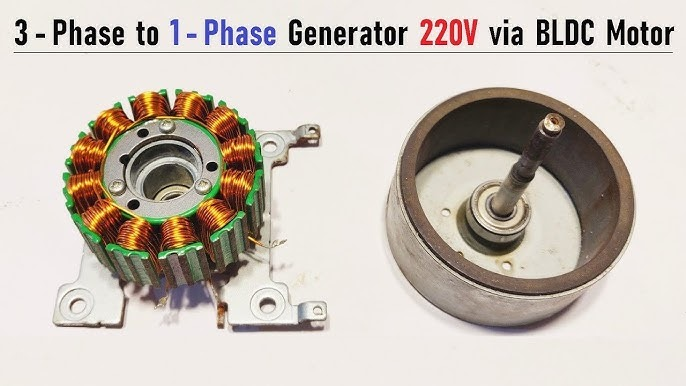 3 - Phase to 1 - Phase Generator 220V via BLDC Motor